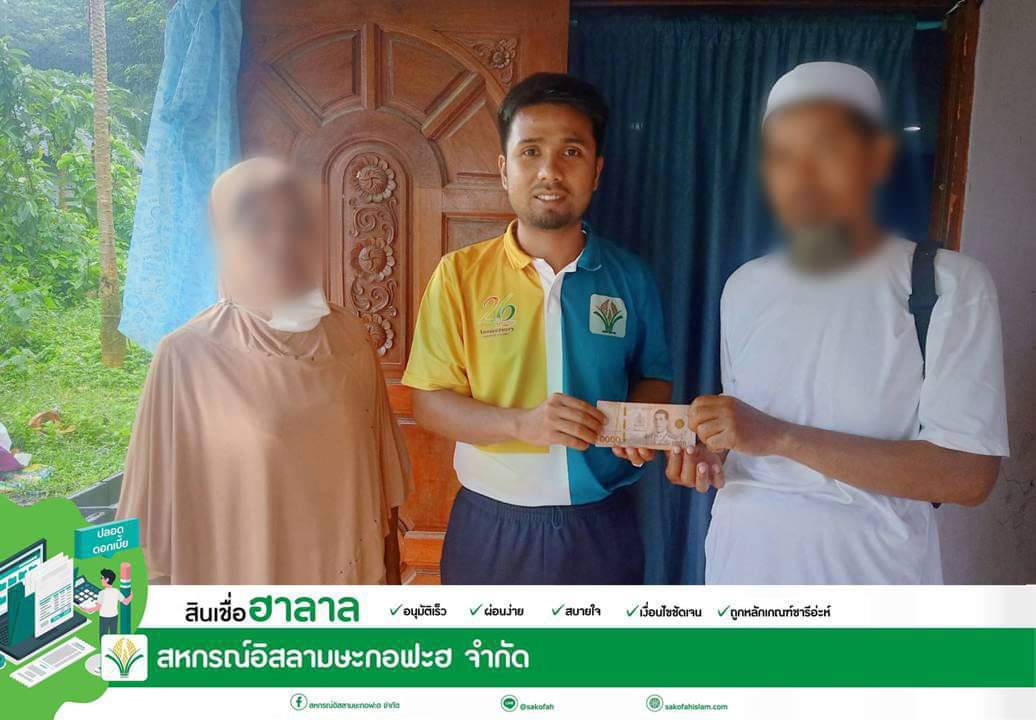 26
Anniversary
ปลอด
ดอกเบี้ย
สินเชื่อ ฮาลาล
✓อนุมัติเร็ว ✓ผ่อนง่าย ✓สบายใจ ✓เงื่อนไขชัดเจน ✓ถูกหลักเกณฑ์ชารีอ่ะห์
สหกรณ์อิสลามษะกอฟะฮ จำกัด
สหกรณ์อิสลามษะกอฟะฮ จำกัด @sakofah sakofahislam.com